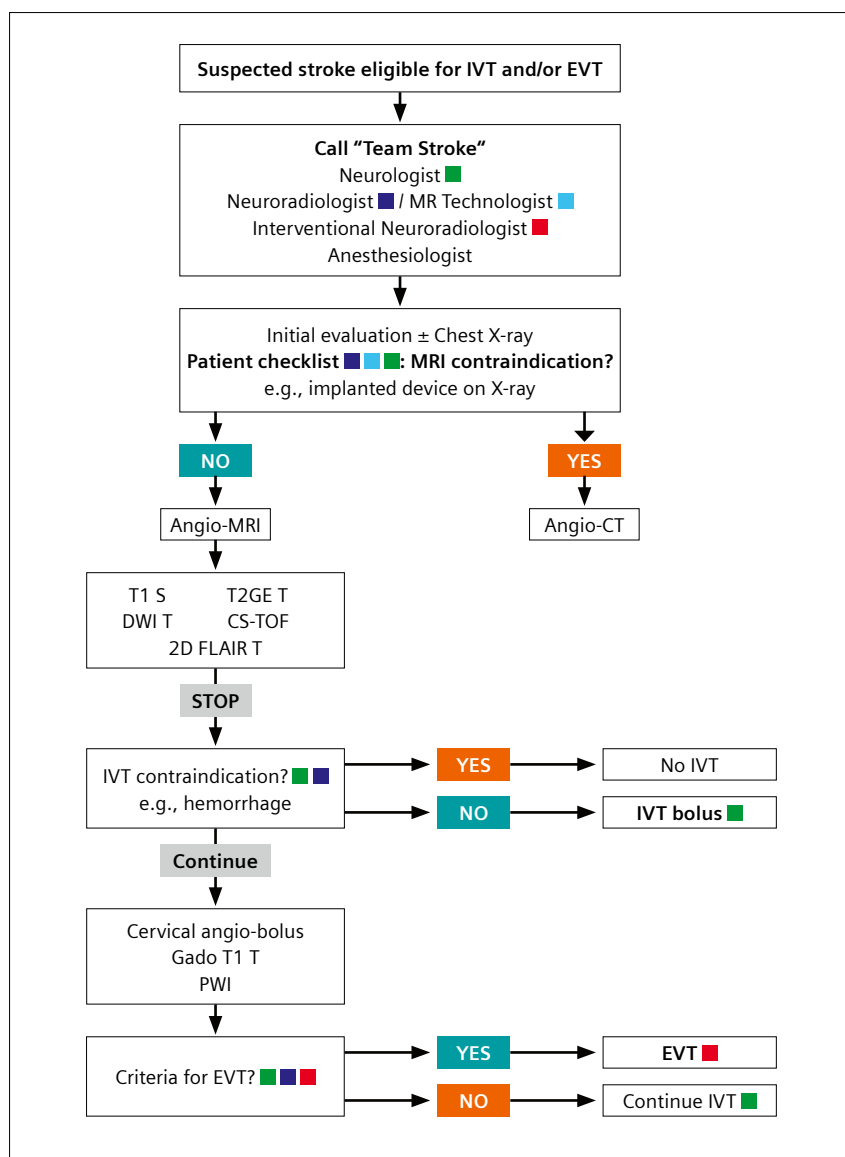 Suspected stroke eligible for IVT and/or EVT
Call “Team Stroke“
Neurologist
Neuroradiologist / MR Technologist
Interventional Neuroradiologist
Anesthesiologist
Initial evaluation ± Chest X-ray
Patient checklist : MRI contraindication?
e.g., implanted device on X-ray
NO
YES
Angio-MRI
Angio-CT
T1 S T2GE T
DWI T CS-TOF
2D FLAIR T
STOP
IVT contraindication?
e.g., hemorrhage
YES
No IVT
NO
IVT bolus
Continue
Cervical angio-bolus
Gado T1 T
PWI
Criteria for EVT?
YES
EVT
NO
Continue IVT